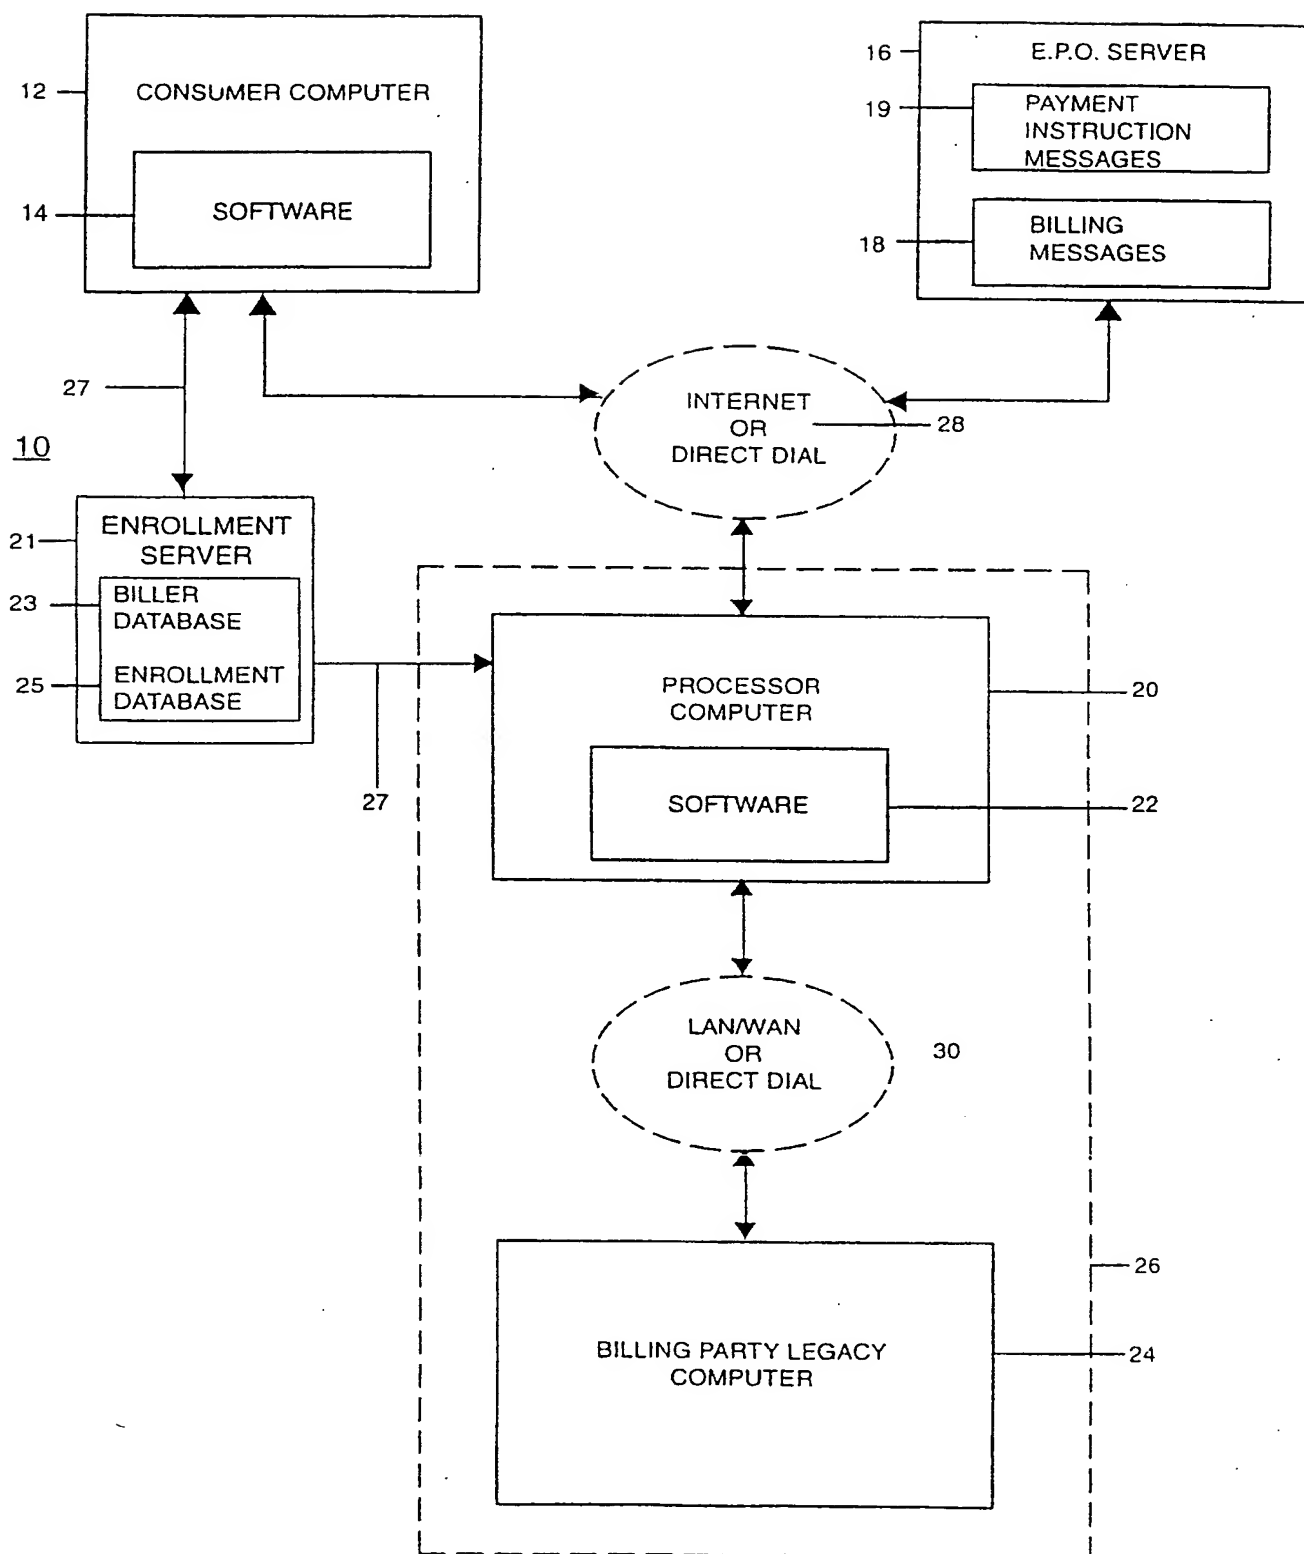 12
CONSUMER COMPUTER
14
SOFTWARE
16
E.P.O. SERVER
19
PAYMENT
INSTRUCTION
MESSAGES
18
BILLING
MESSAGES
27
INTERNET
OR
DIRECT DIAL
28
10
21
ENROLLMENT
SERVER
23
BILLER
DATABASE
25
ENROLLMENT
DATABASE
27
PROCESSOR
COMPUTER
20
SOFTWARE
22
LAN/WAN
OR
DIRECT DIAL
30
26
BILLING PARTY LEGACY
COMPUTER
24